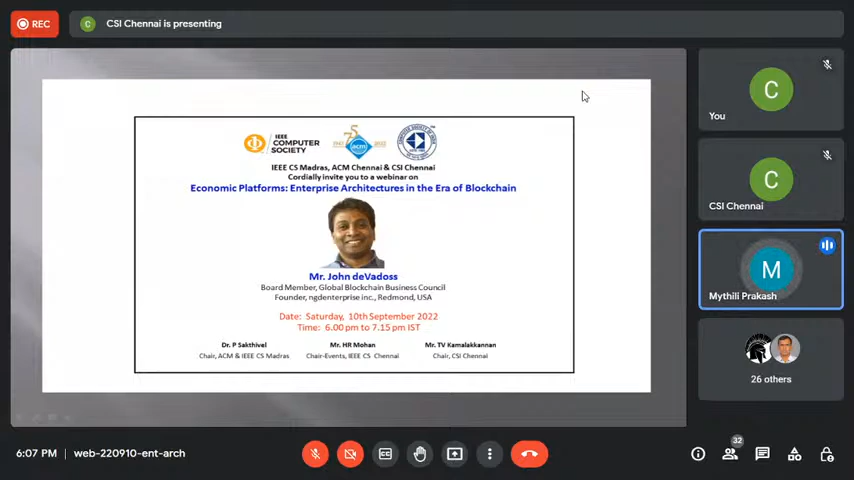 REC
C
CSI Chennai is presenting
IEEE
COMPUTER
SOCIETY
75
1947
acm
2022
IEEE CS Madras, ACM Chennai & CSI Chennai
Cordially invite you to a webinar on
Economic Platforms: Enterprise Architectures in the Era of Blockchain
Mr. John deVadoss
Board Member, Global Blockchain Business Council
Founder, ngdenterprise inc., Redmond, USA
Date: Saturday, 10th September 2022
Time: 6.00 pm to 7.15 pm IST
Dr. P Sakthivel
Mr. HR Mohan
Mr. TV Kamalakkannan
Chair, ACM & IEEE CS Madras
Chair-Events, IEEE CS Chennai
Chair, CSI Chennai
C
You
C
CSI Chennai
M
Mythili Prakash
26 others
6:07 PM | web-220910-ent-arch
32